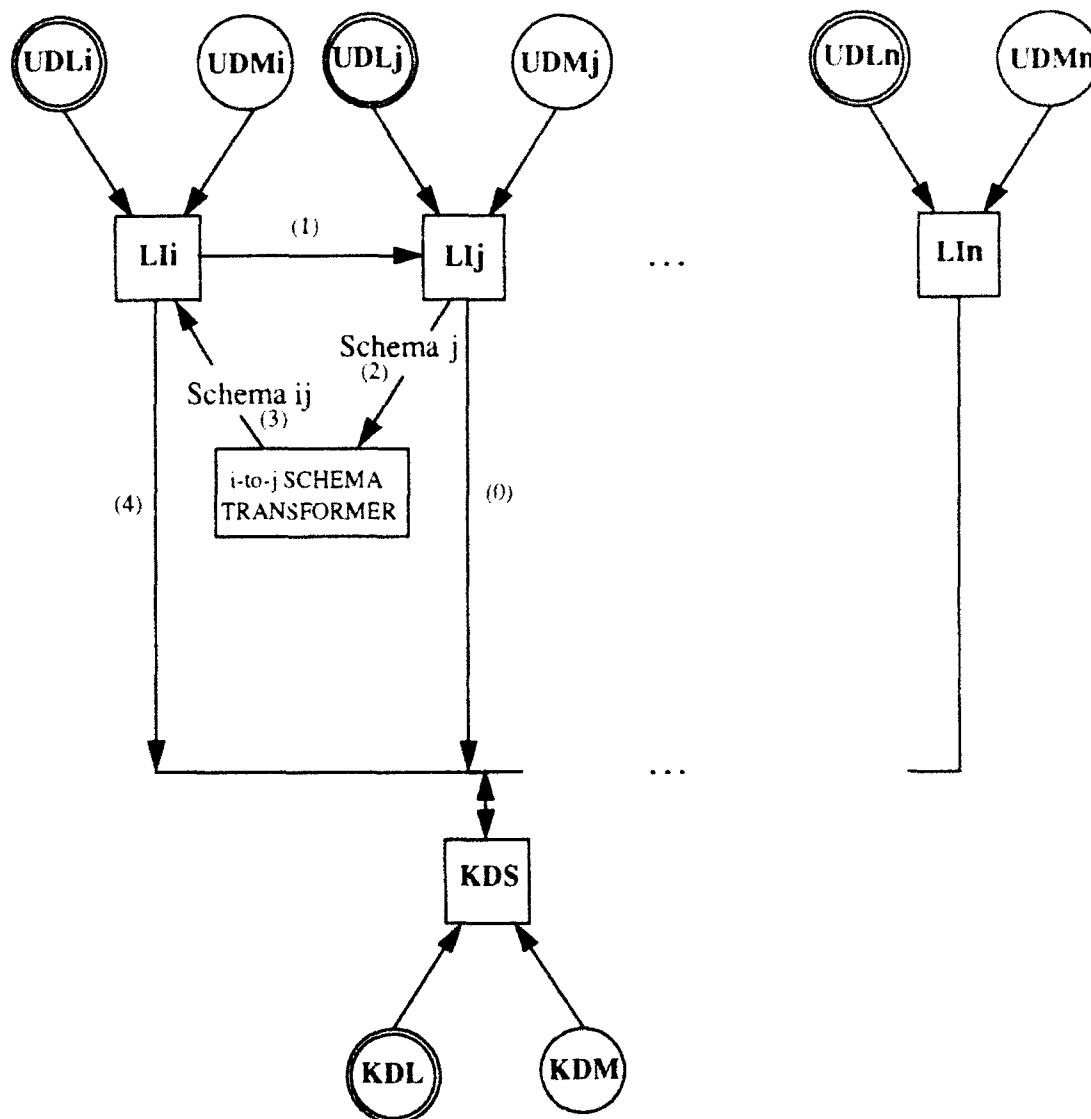 UDLi UDMi UDLj UDMj UDLn UDMn
LIi (1) LIj ... LIn
Schema j
(2)
Schema ij
(3)
i-to-j SCHEMA
TRANSFORMER
(4) (0)
...
KDS
KDL KDM